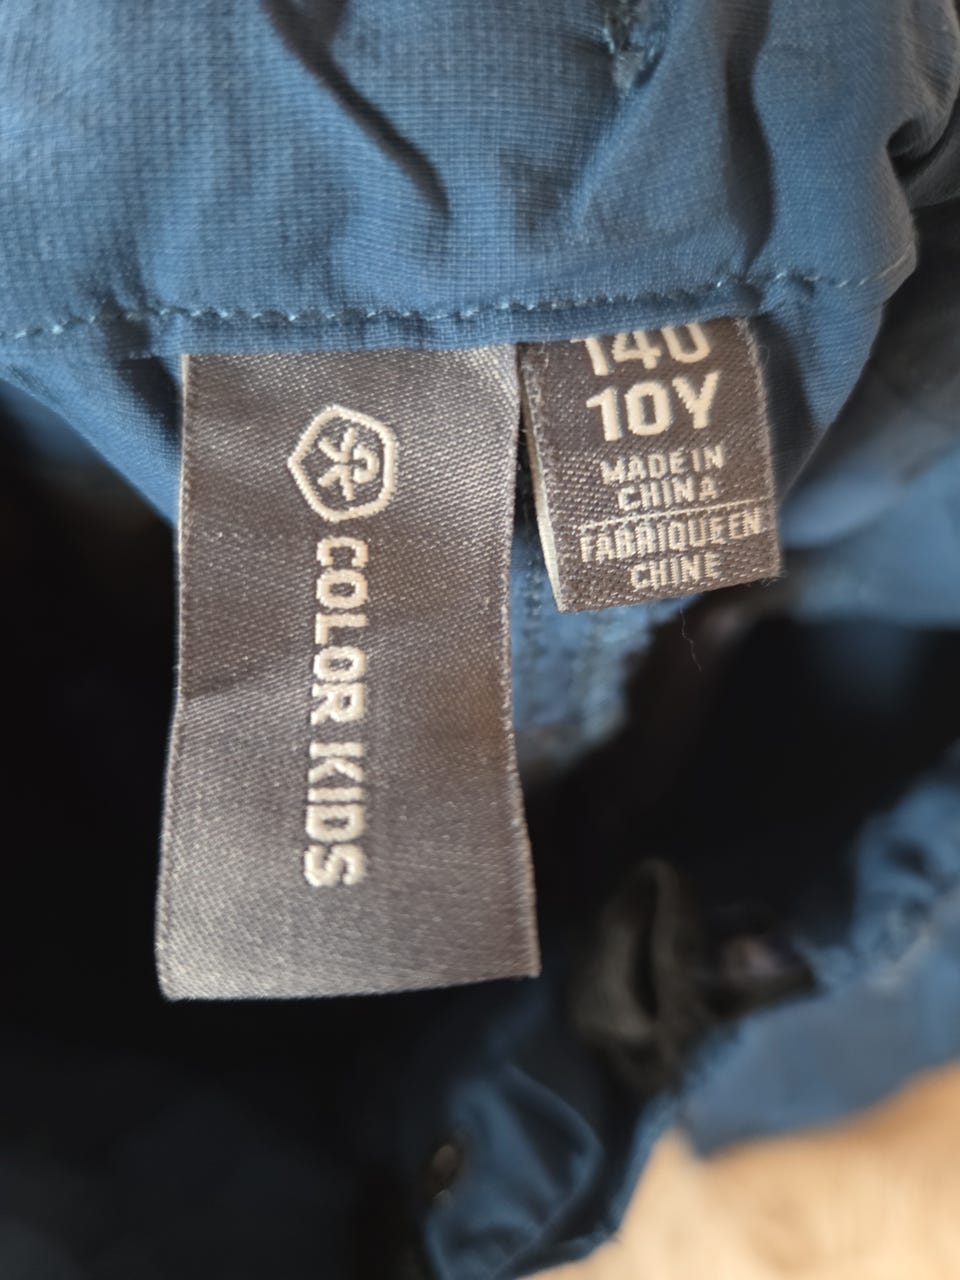 COLOR KIDS
140
10Y
MADE IN
CHINA
FABRIQUE EN
CHINE